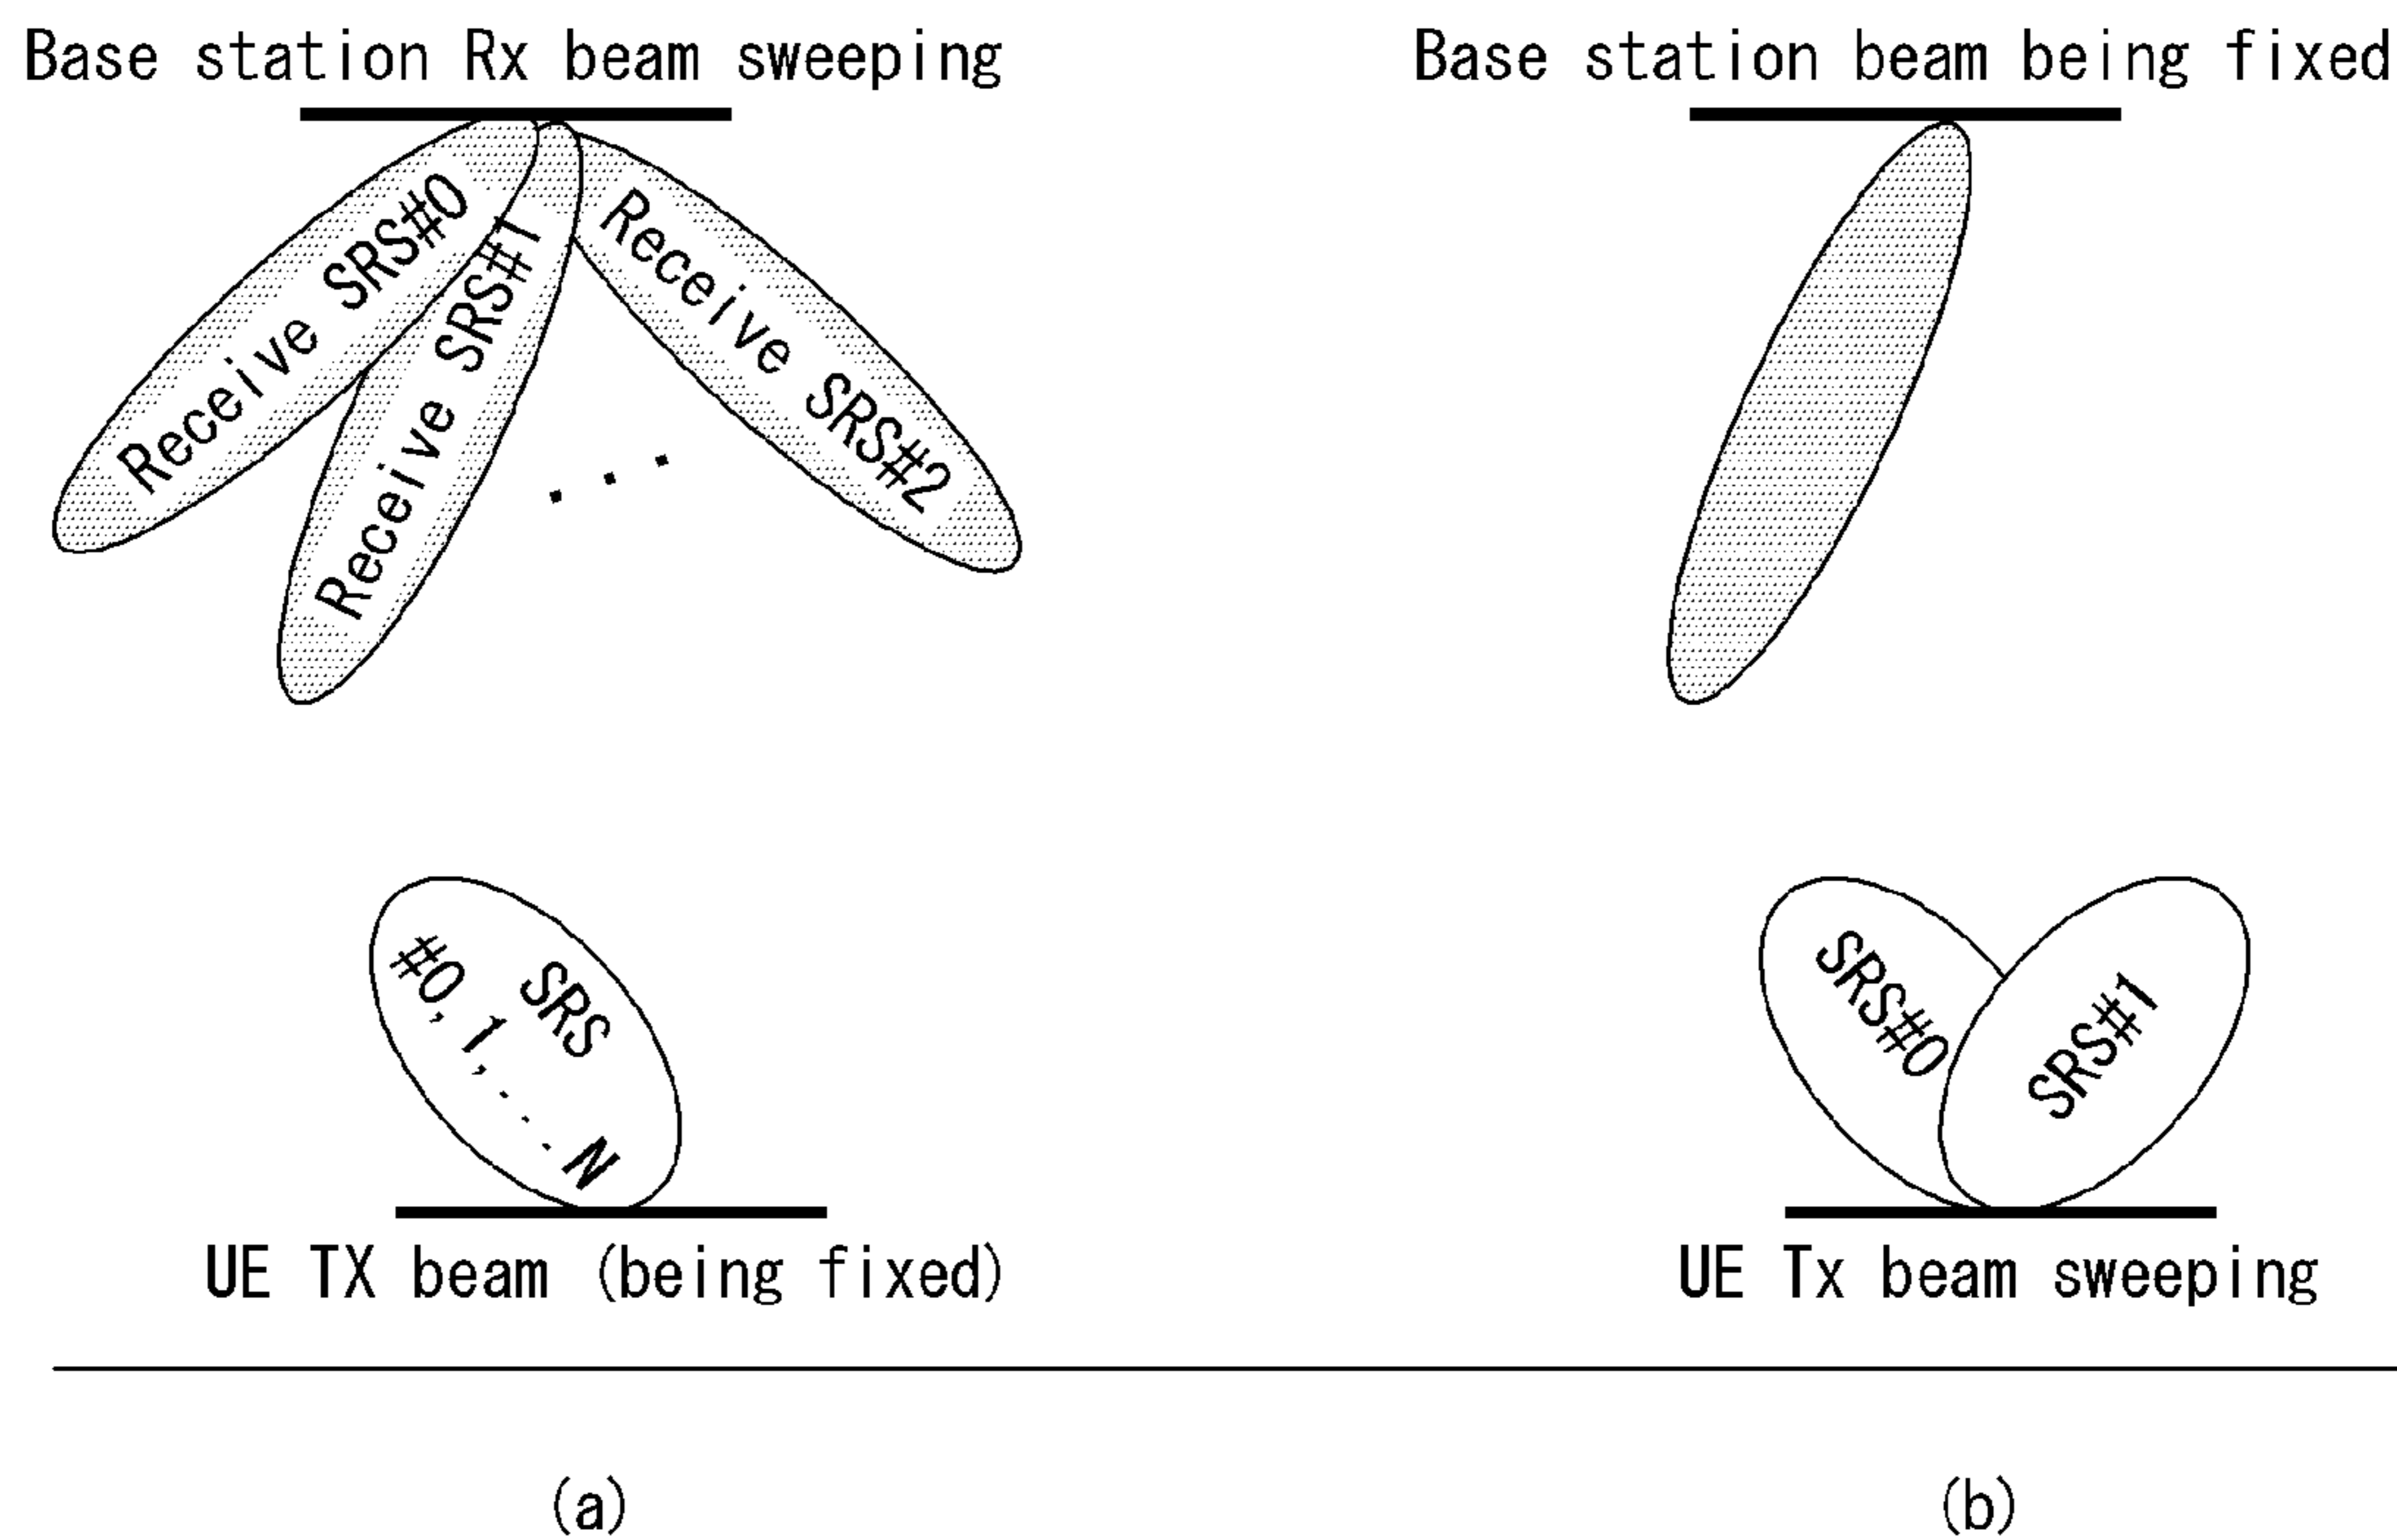 Base station Rx beam sweeping
Receive SRS#0
Receive SRS#1
Receive SRS#2
SRS
#0, 1, ...N
UE TX beam (being fixed)
(a)
Base station beam being fixed
SRS#0
SRS#1
UE Tx beam sweeping
(b)